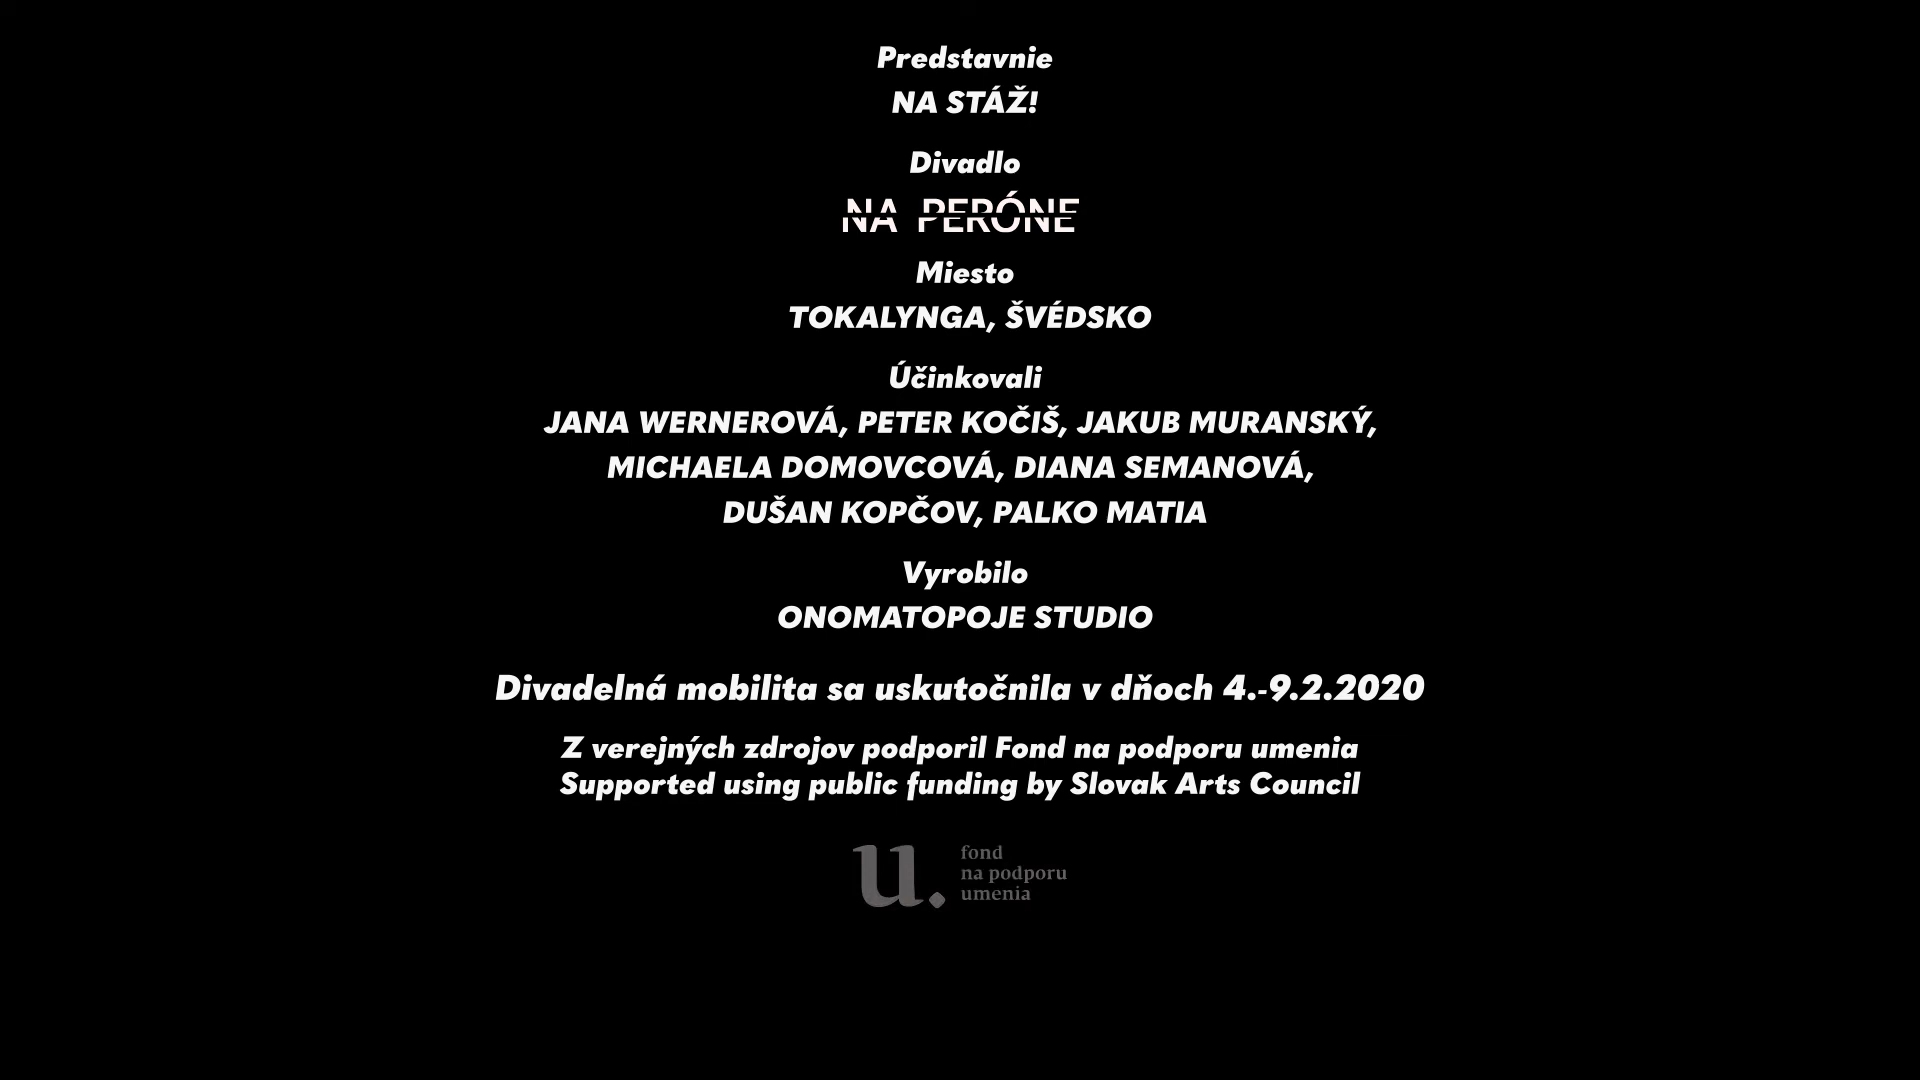 Predstavnie
NA STÁŽ!
Divadlo
NA PERÓNE
Miesto
TOKALYNGA, ŠVÉDSKO
Účinkovali
JANA WERNEROVÁ, PETER KOČIŠ, JAKUB MURANSKÝ,
MICHAELA DOMOVCOVÁ, DIANA SEMANOVÁ,
DUŠAN KOPČOV, PALKO MATIA
Vyrobilo
ONOMATOPOJE STUDIO
Divadelná mobilita sa uskutočnila v dňoch 4.-9.2.2020
Z verejných zdrojov podporil Fond na podporu umenia
Supported using public funding by Slovak Arts Council
u. fond
na podporu
umenia